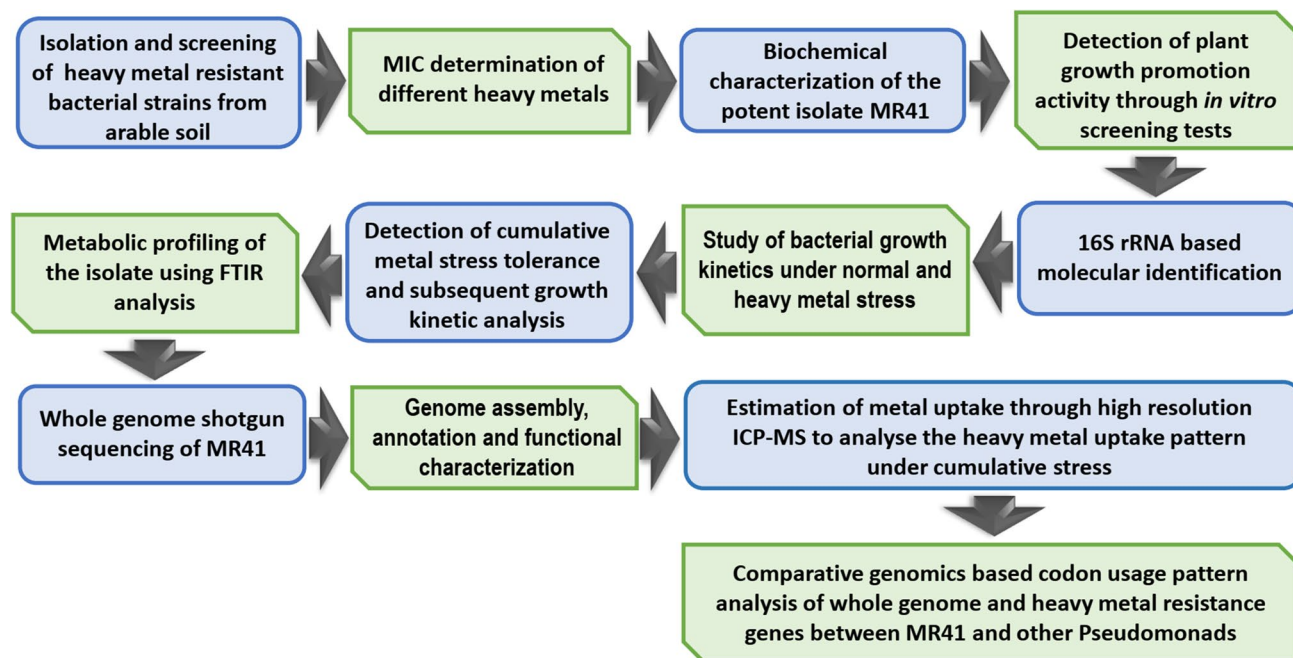 Isolation and screening
of heavy metal resistant
bacterial strains from
arable soil
MIC determination of
different heavy metals
Biochemical
characterization of the
potent isolate MR41
Detection of plant
growth promotion
activity through in vitro
screening tests
16S rRNA based
molecular identification
Study of bacterial growth
kinetics under normal and
heavy metal stress
Detection of cumulative
metal stress tolerance
and subsequent growth
kinetic analysis
Metabolic profiling of
the isolate using FTIR
analysis
Whole genome shotgun
sequencing of MR41
Genome assembly,
annotation and functional
characterization
Estimation of metal uptake through high resolution
ICP-MS to analyse the heavy metal uptake pattern
under cumulative stress
Comparative genomics based codon usage pattern
analysis of whole genome and heavy metal resistance
genes between MR41 and other Pseudomonads